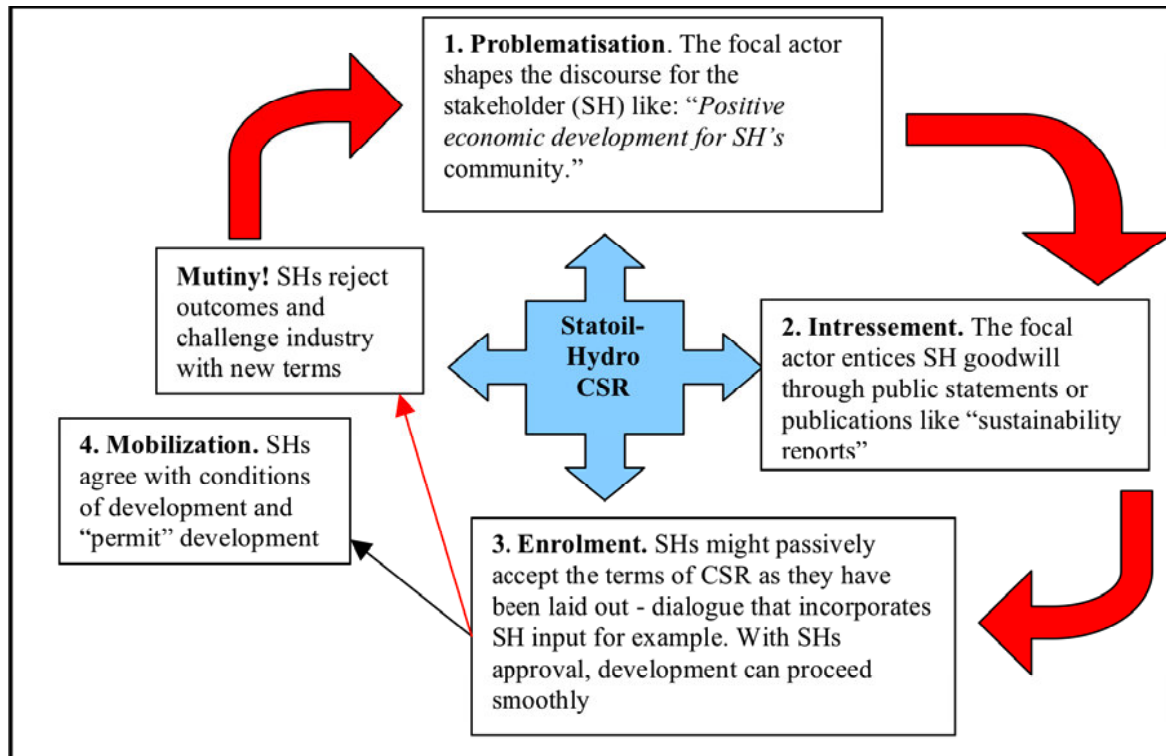 1. Problematisation. The focal actor
shapes the discourse for the
stakeholder (SH) like: “Positive
economic development for SH’s
community.”
Mutiny! SHs reject
outcomes and
challenge industry
with new terms
Statoil-
Hydro
CSR
2. Intressement. The focal
actor entices SH goodwill
through public statements or
publications like “sustainability
reports”
4. Mobilization. SHs
agree with conditions
of development and
“permit” development
3. Enrolment. SHs might passively
accept the terms of CSR as they have
been laid out - dialogue that incorporates
SH input for example. With SHs
approval, development can proceed
smoothly